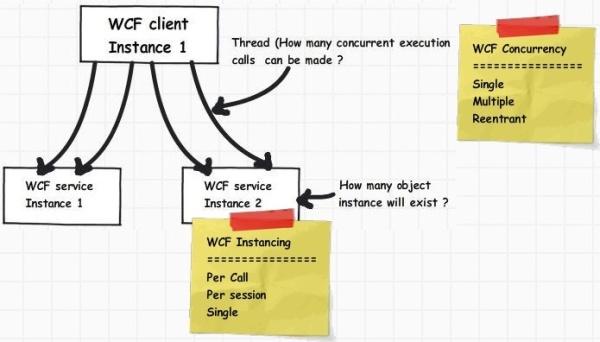 WCF client
Instance 1
Thread (How many concurrent execution
calls can be made ?
WCF Concurrency
=================
Single
Multiple
Reentrant
WCF service
Instance 1
WCF service
Instance 2
How many object
instance will exist ?
WCF Instancing
=================
Per Call
Per session
Single